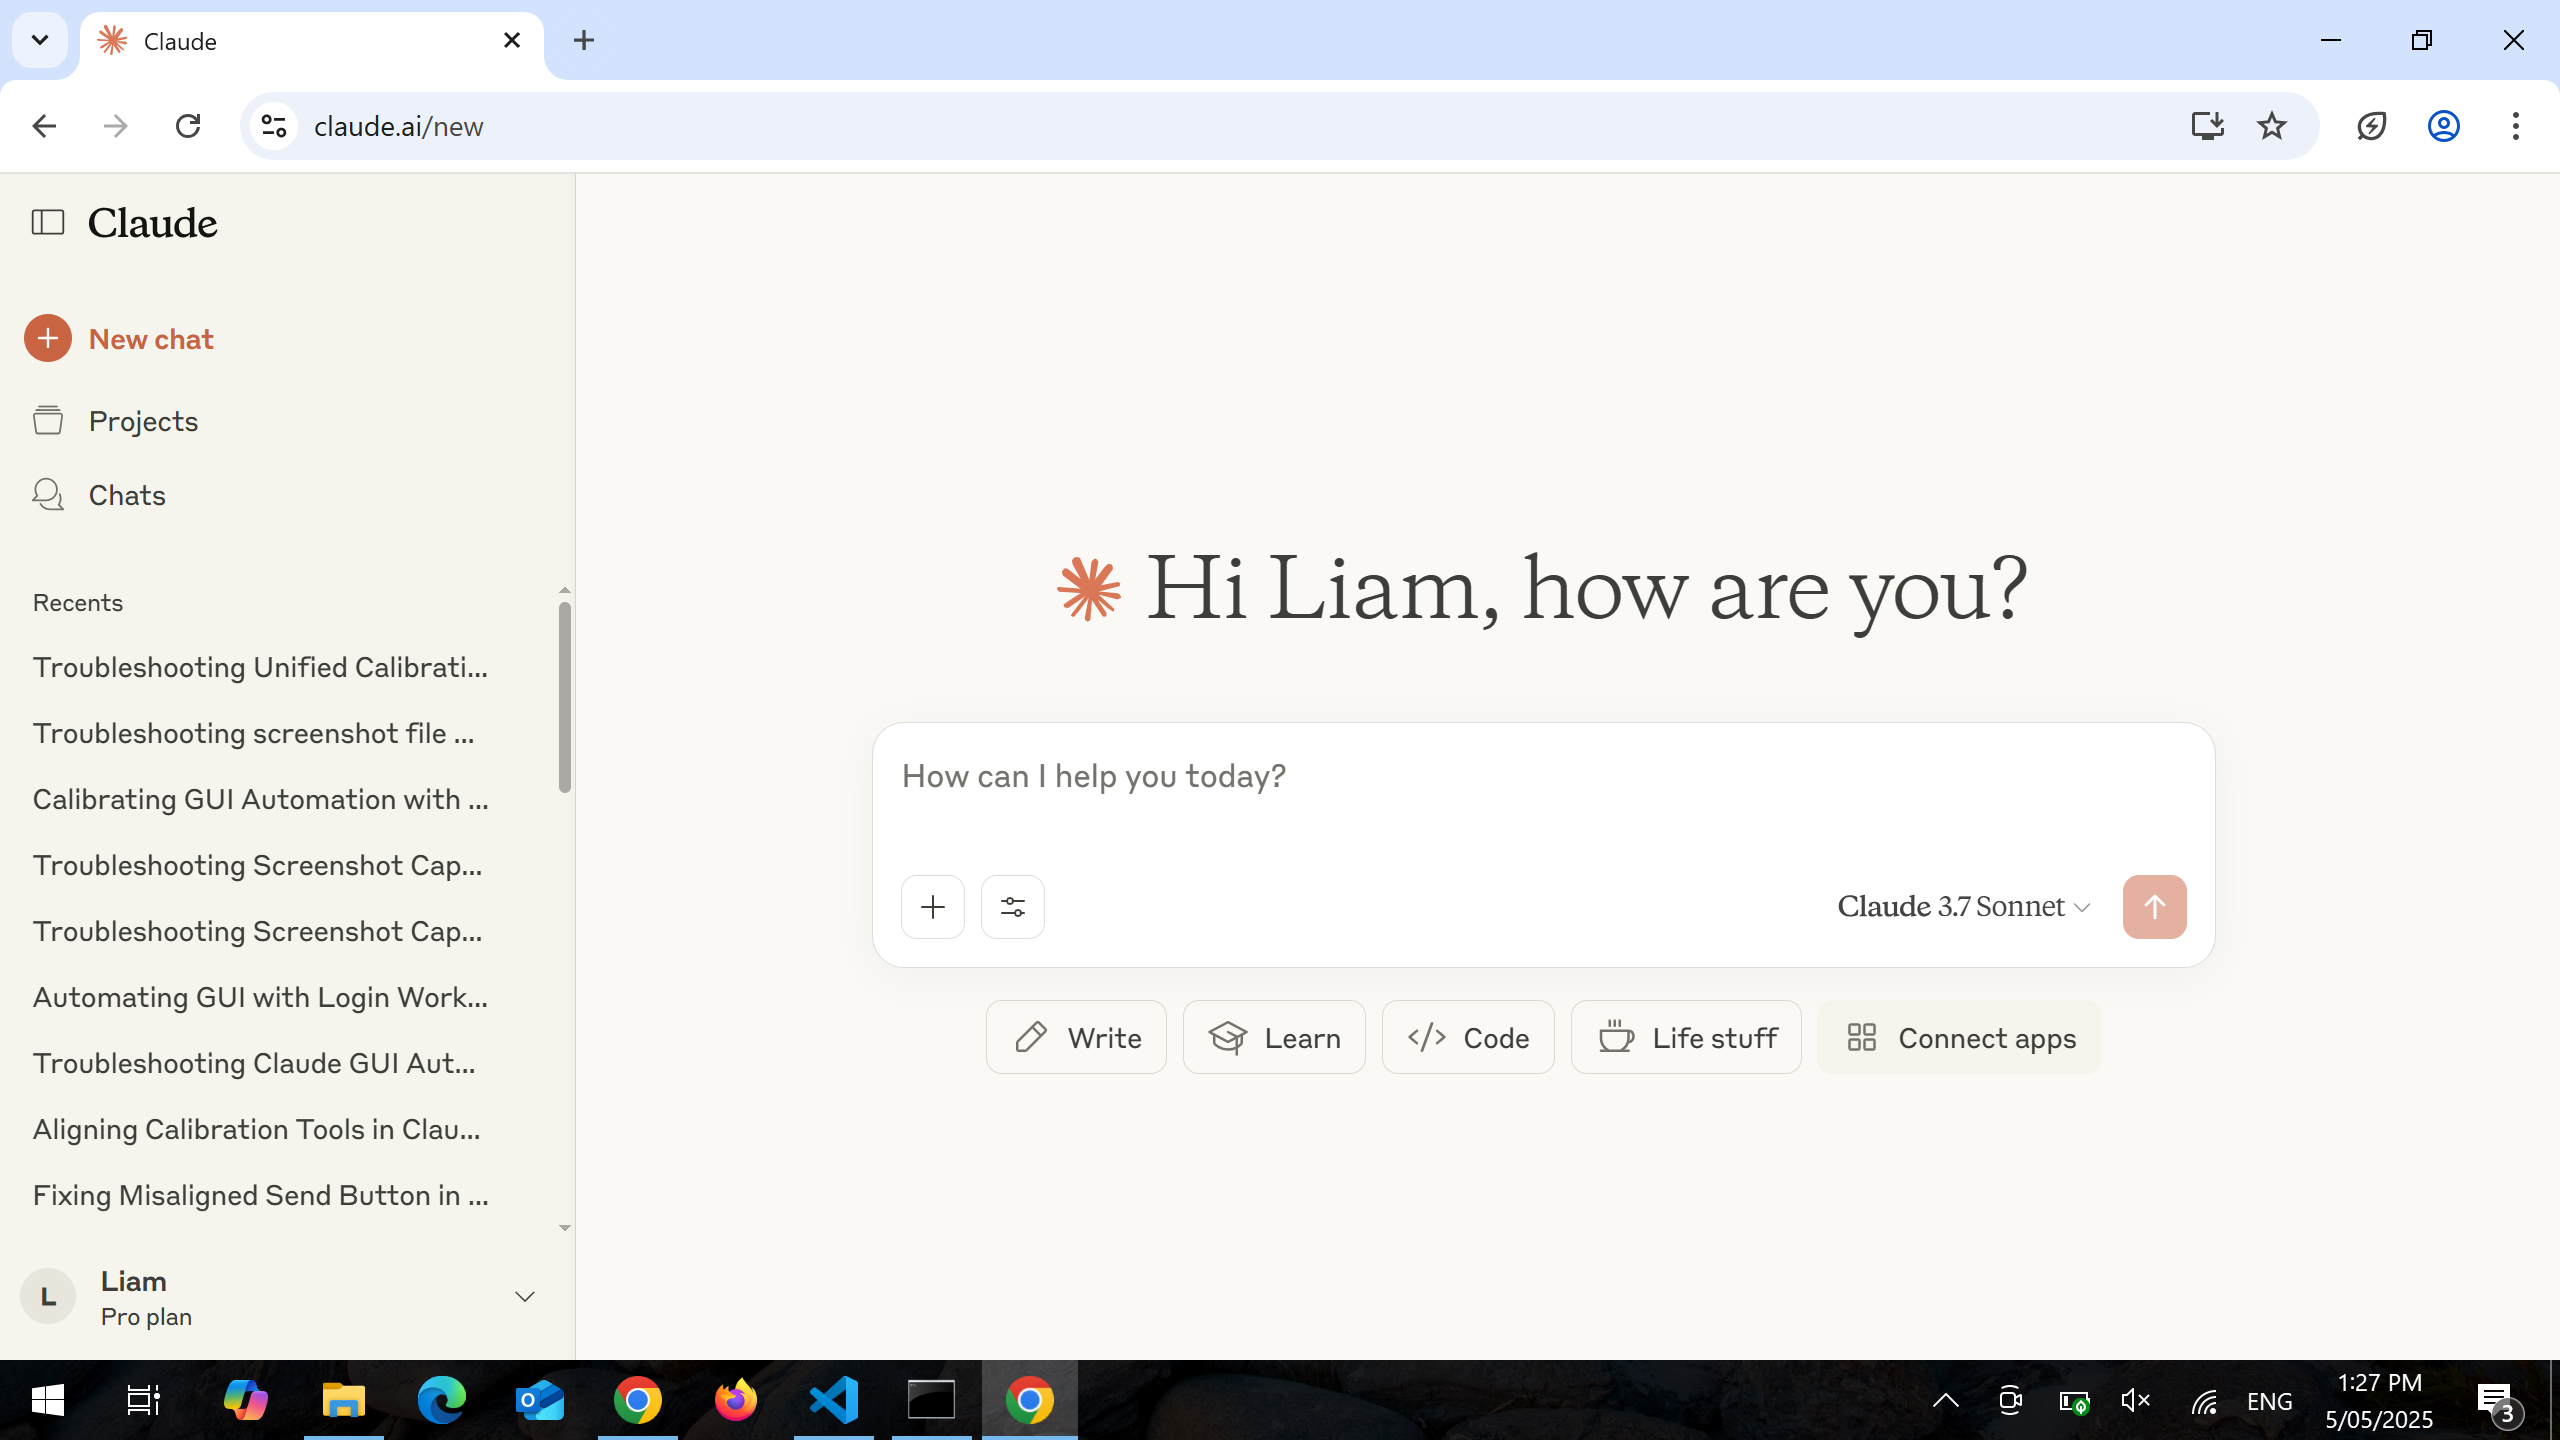 Claude
claude.ai/new
Claude
New chat
Projects
Chats
Recents
Troubleshooting Unified Calibrati...
Troubleshooting screenshot file ...
Calibrating GUI Automation with ...
Troubleshooting Screenshot Cap...
Troubleshooting Screenshot Cap...
Automating GUI with Login Work...
Troubleshooting Claude GUI Aut...
Aligning Calibration Tools in Clau...
Fixing Misaligned Send Button in ...
L
Liam
Pro plan
Hi Liam, how are you?
How can I help you today?
Claude 3.7 Sonnet
Write
Learn
Code
Life stuff
Connect apps
ENG
1:27 PM
5/05/2025
3